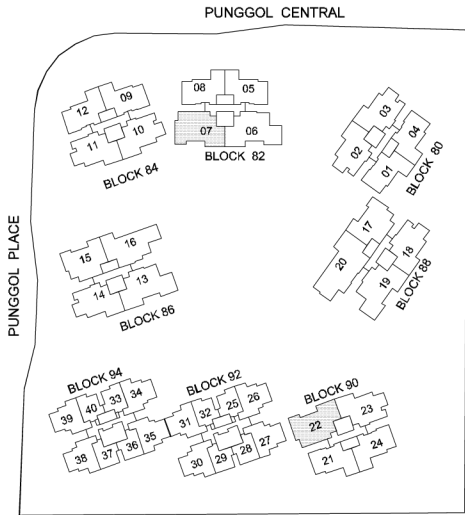 PUNGGOL CENTRAL
PUNGGOL PLACE
12 09
11 10
BLOCK 84
08 05
07 06
BLOCK 82
03
04
02
01
BLOCK 80
15 16
14 13
BLOCK 86
17
18
20
19
BLOCK 88
BLOCK 94
39 40 33 34
38 37 36 35
BLOCK 92
31 32 25 26
30 29 28 27
BLOCK 90
22 23
21 24